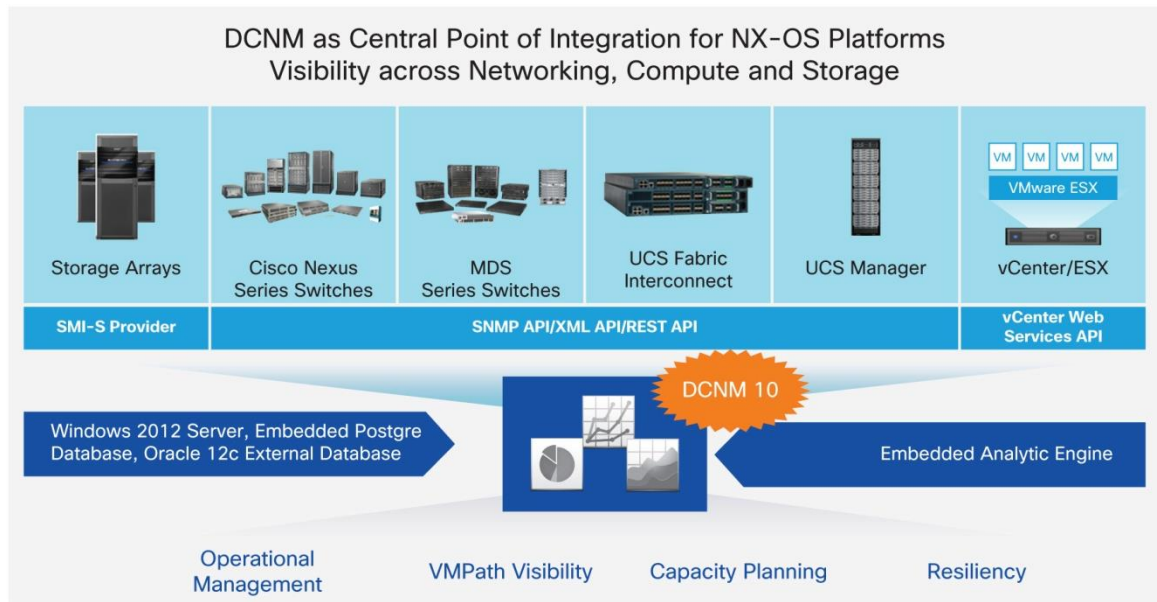 DCNM as Central Point of Integration for NX-OS Platforms
Visibility across Networking, Compute and Storage
Storage Arrays
Cisco Nexus
Series Switches
MDS
Series Switches
UCS Fabric
Interconnect
UCS Manager
VM VM VM VM
VMware ESX
vCenter/ESX
SMI-S Provider
SNMP API/XML API/REST API
vCenter Web
Services API
DCNM 10
Windows 2012 Server, Embedded Postgre
Database, Oracle 12c External Database
Embedded Analytic Engine
Operational
Management
VMPath Visibility
Capacity Planning
Resiliency